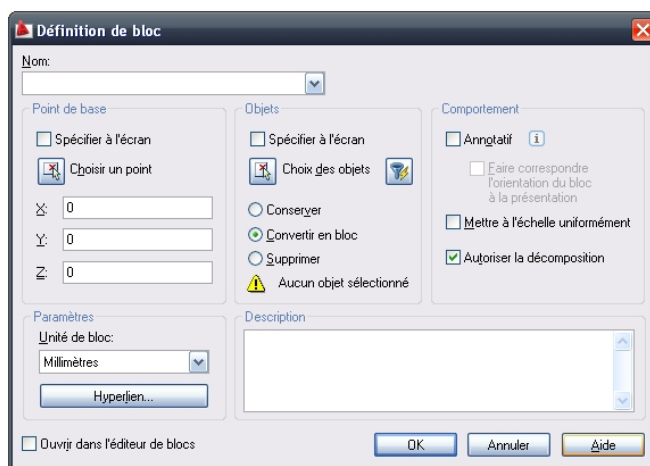 Définition de bloc
Nom:
Point de base
Spécifier à l'écran
Choisir un point
X: 0
Y: 0
Z: 0
Objets
Spécifier à l'écran
Choix des objets
Conserver
Convertir en bloc
Supprimer
Aucun objet sélectionné
Comportement
Annotatif
Faire correspondre
l'orientation du bloc
à la présentation
Mettre à l'échelle uniformément
Autoriser la décomposition
Paramètres
Unité de bloc:
Millimètres
Hyperlien...
Description
Ouvrir dans l'éditeur de blocs
OK
Annuler
Aide